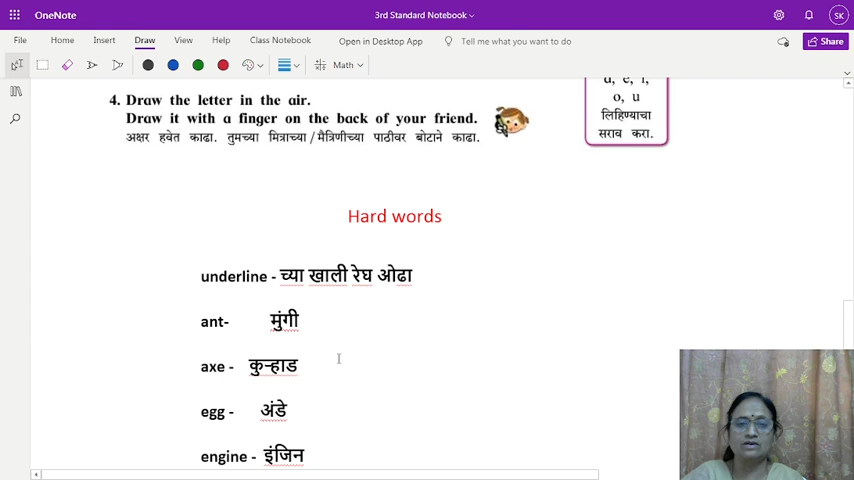 OneNote
3rd Standard Notebook
SK
File Home Insert Draw View Help Class Notebook Open in Desktop App Tell me what you want to do Share
Math
4. Draw the letter in the air.
Draw it with a finger on the back of your friend.
अक्षर हवेत काढा. तुमच्या मित्राच्या/मैत्रिणीच्या पाठीवर बोटाने काढा.
a, e, i,
o, u
लिहिण्याचा
सराव करा.
Hard words
underline - च्या खाली रेघ ओढा
ant- मुंगी
axe - कुऱ्हाड
egg - अंडे
engine - इंजिन